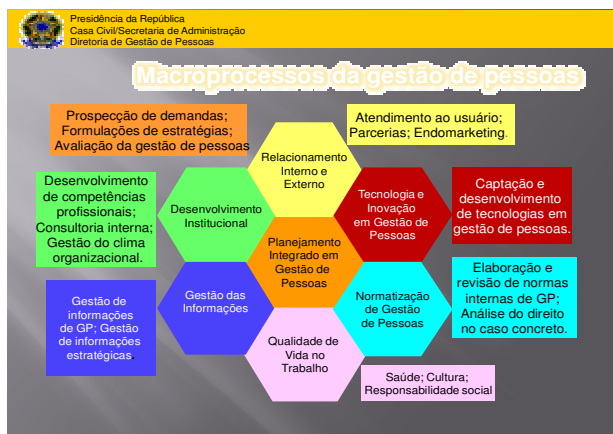 Presidência da República
Casa Civil/Secretaria de Administração
Diretoria de Gestão de Pessoas
Macroprocessos da gestão de pessoas
Prospecção de demandas;
Formulações de estratégias;
Avaliação da gestão de pessoas
Atendimento ao usuário;
Parcerias; Endomarketing.
Relacionamento
Interno e
Externo
Desenvolvimento
de competências
profissionais;
Consultoria interna;
Gestão do clima
organizacional.
Desenvolvimento
Institucional
Tecnologia e
Inovação
em Gestão de
Pessoas
Captação e
desenvolvimento
de tecnologias em
gestão de pessoas.
Planejamento
Integrado em
Gestão de
Pessoas
Gestão de
informações
de GP; Gestão
de informações
estratégicas.
Gestão das
Informações
Normatização
de Gestão
de Pessoas
Elaboração e
revisão de normas
internas de GP;
Análise do direito
no caso concreto.
Qualidade de
Vida no
Trabalho
Saúde; Cultura;
Responsabilidade social